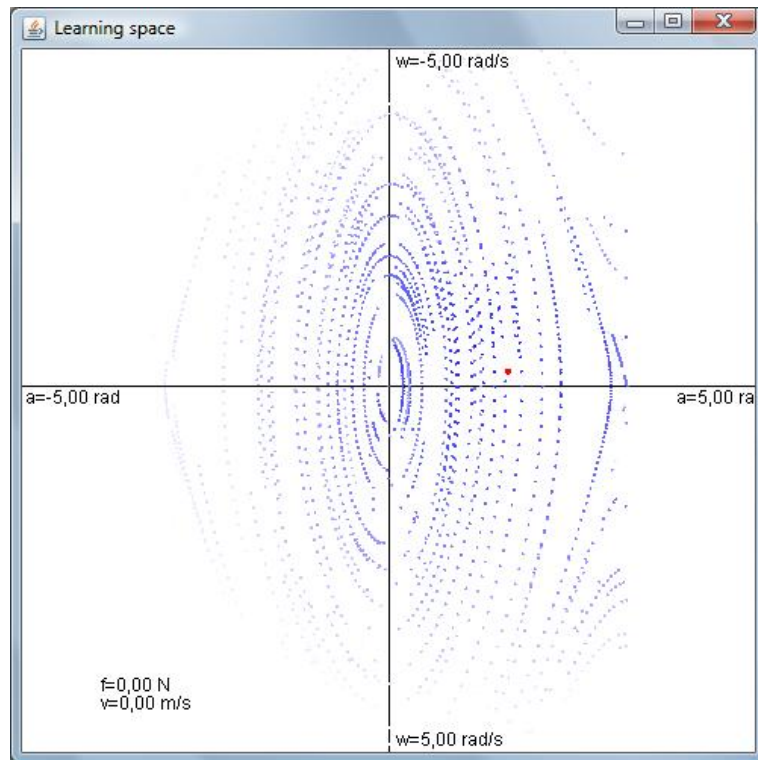 Learning space
w=-5,00 rad/s
a=-5,00 rad
a=5,00 ra
f=0,00 N
v=0,00 m/s
w=5,00 rad/s